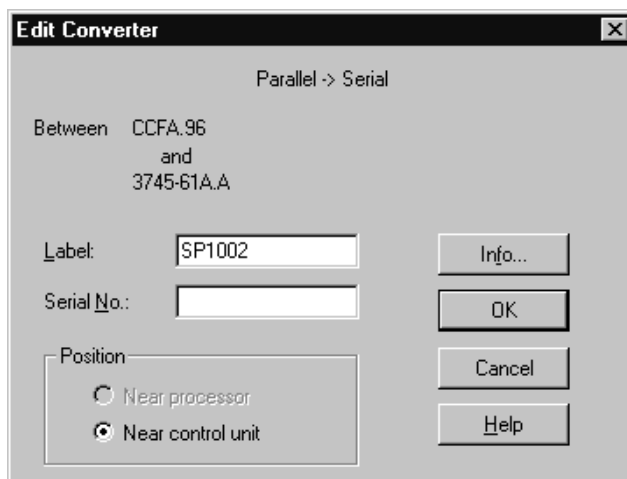 Edit Converter
Parallel -> Serial
Between CCFA.96
and
3745-61A.A
Label: SP1002
Serial No.:
Position
Near processor
Near control unit
Info...
OK
Cancel
Help